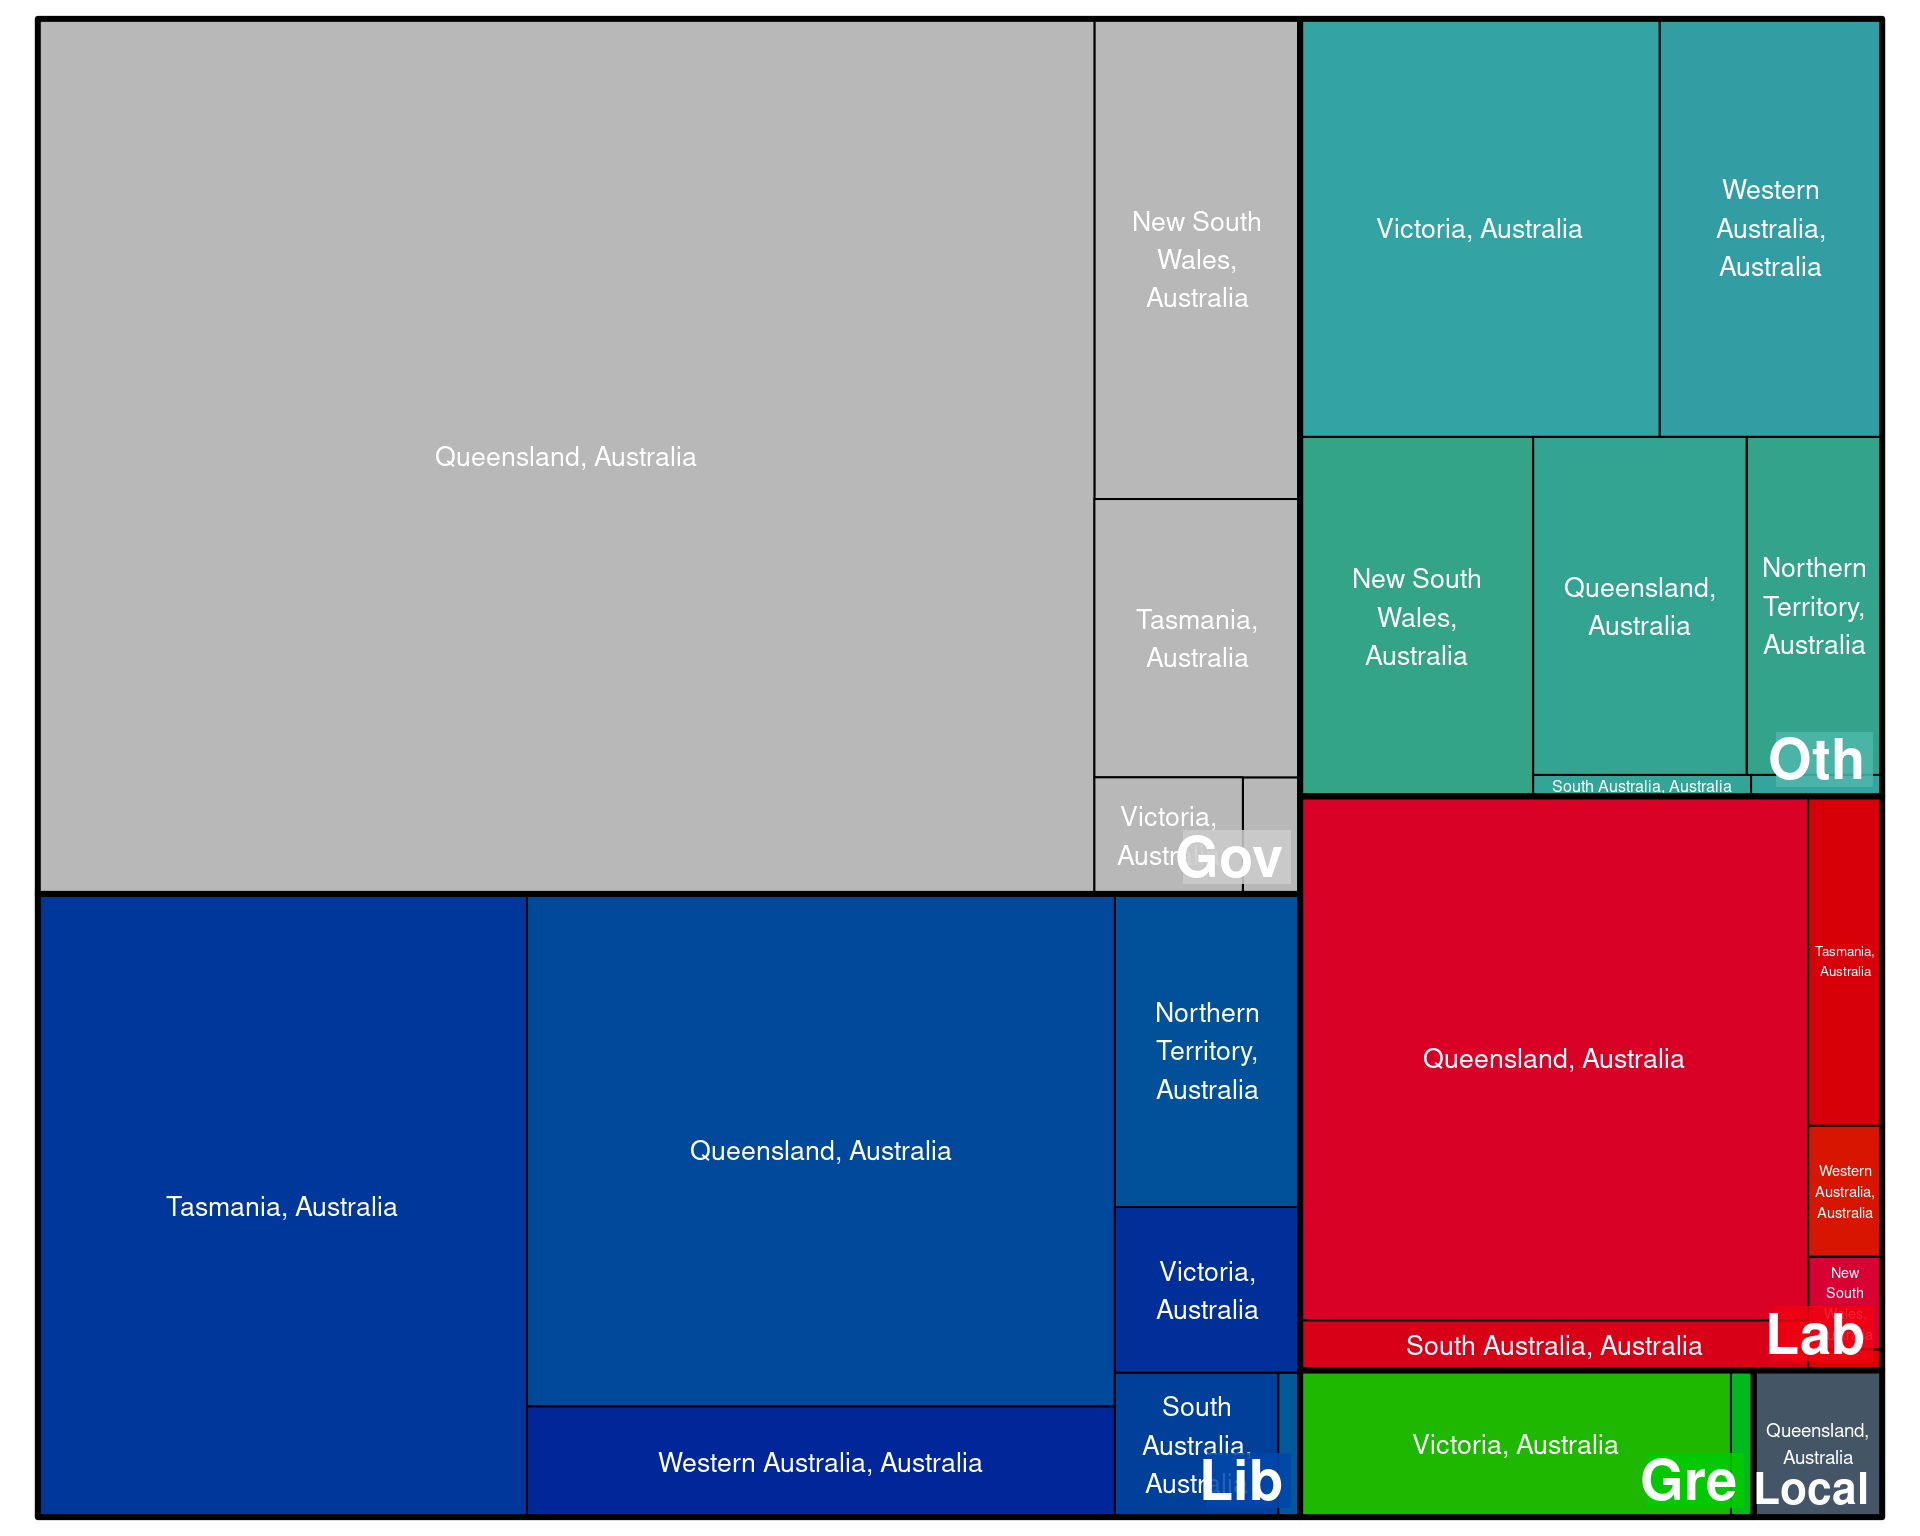 Queensland, Australia
New South
Wales,
Australia
Tasmania,
Australia
Victoria,
Gov
Victoria, Australia
Western
Australia,
Australia
New South
Wales,
Australia
Queensland,
Australia
Northern
Territory,
Australia
South Australia, Australia
Oth
Tasmania, Australia
Queensland, Australia
Western Australia, Australia
Northern
Territory,
Australia
Victoria,
Australia
South
Australia,
Lib
Queensland, Australia
Tasmania,
Australia
Western
Australia,
Australia
New
South
Wales,
South Australia, Australia
Lab
Victoria, Australia
Gre
Queensland,
Australia
Local